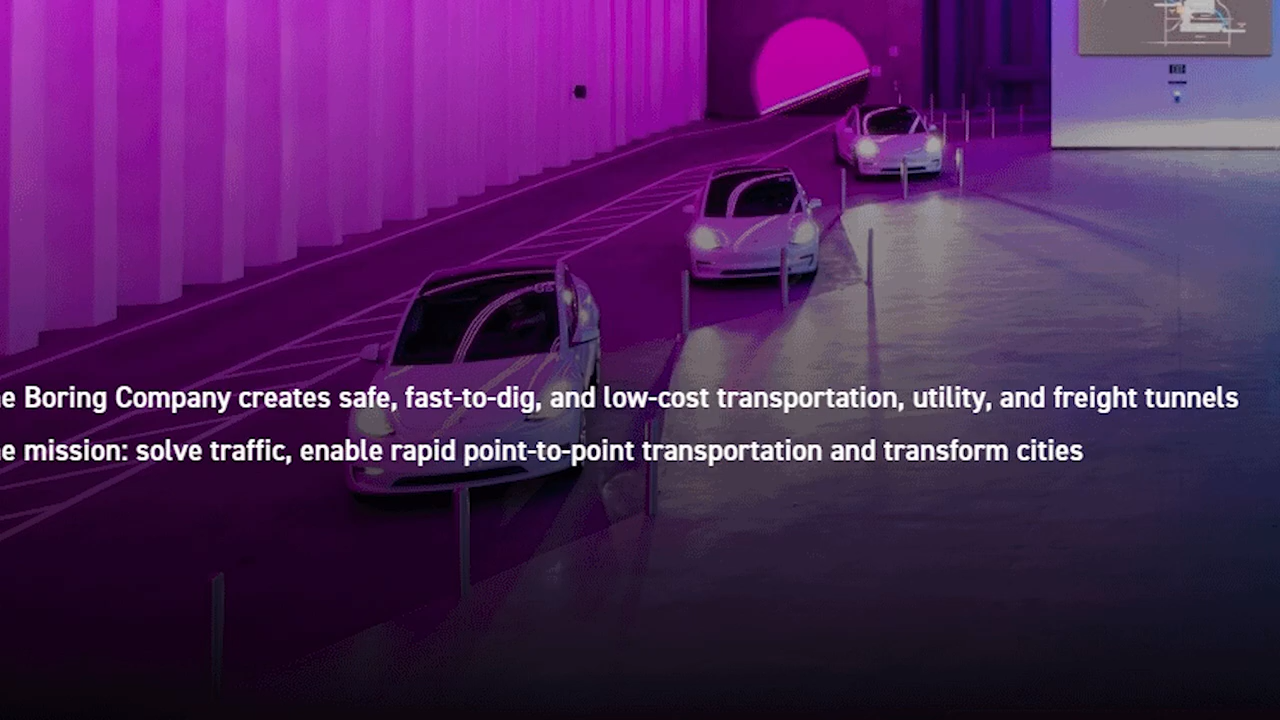 e Boring Company creates safe, fast-to-dig, and low-cost transportation, utility, and freight tunnels
e mission: solve traffic, enable rapid point-to-point transportation and transform cities